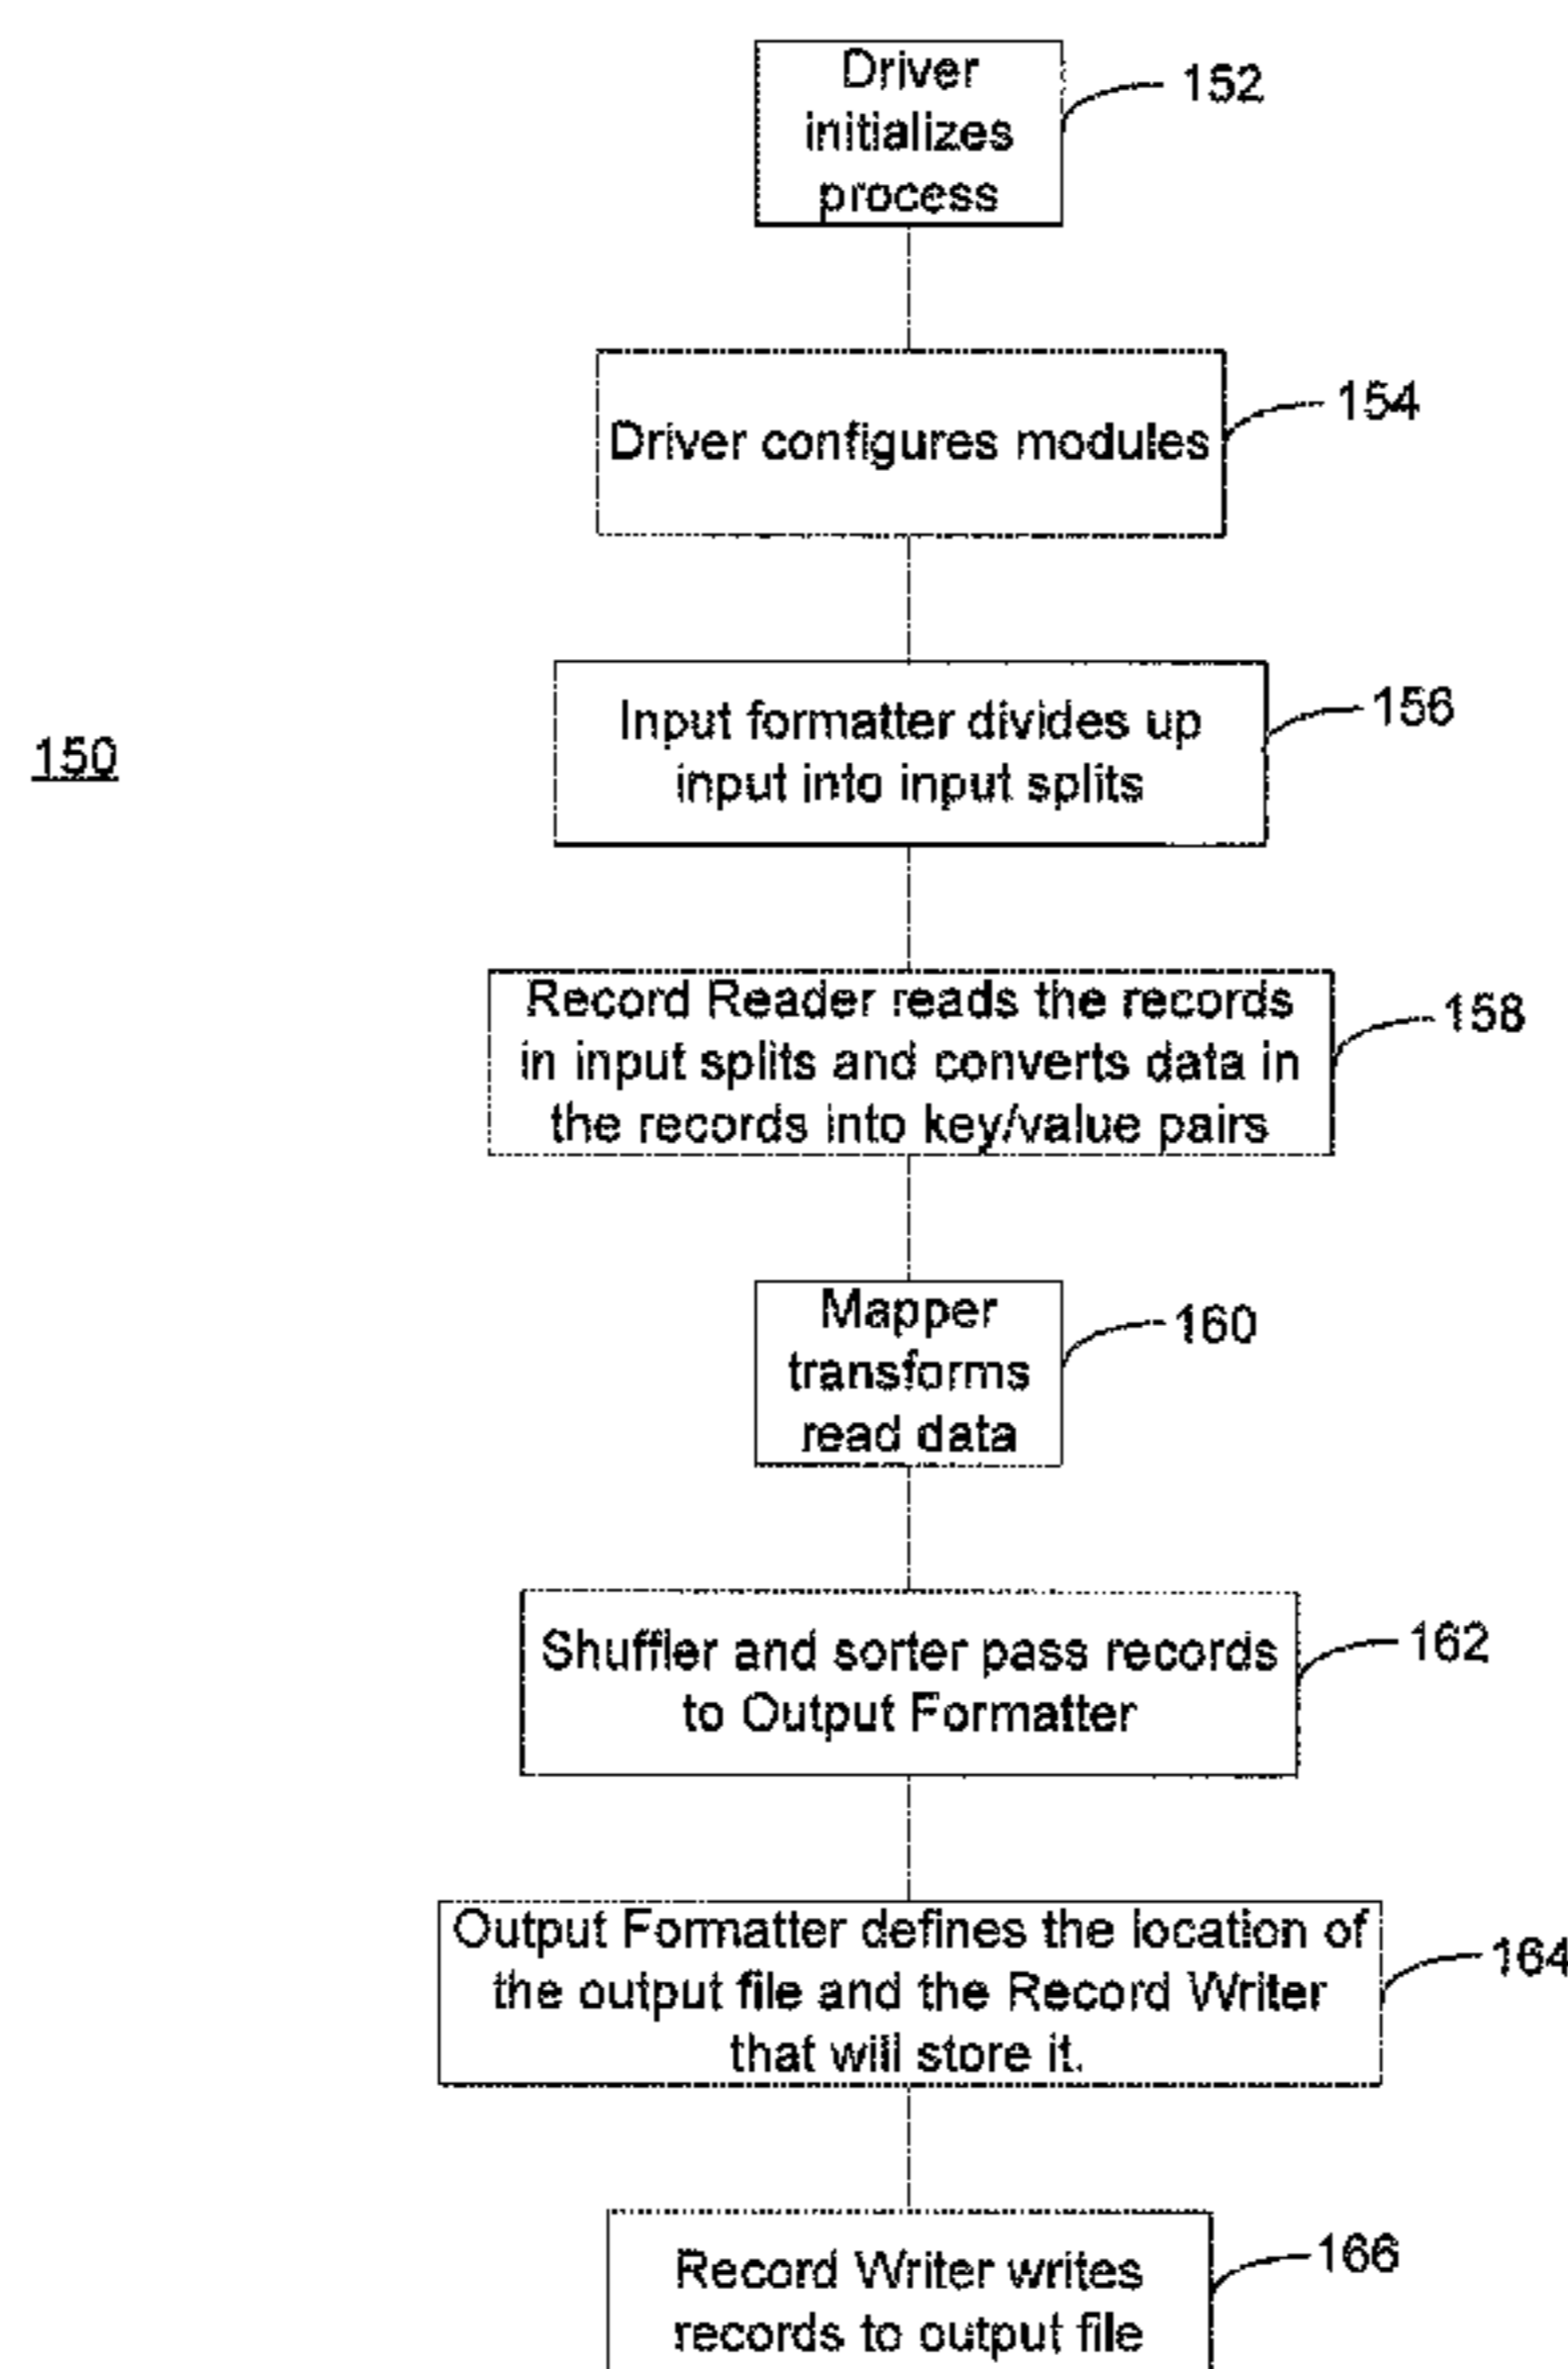 Driver
initializes
process
152
Driver configures modules
154
Input formatter divides up
input into input splits
156
150
Record Reader reads the records
in input splits and converts data in
the records into key/value pairs
158
Mapper
transforms
read data
160
Shuffler and sorter pass records
to Output Formatter
162
Output Formatter defines the location of
the output file and the Record Writer
that will store it.
164
Record Writer writes
records to output file
166